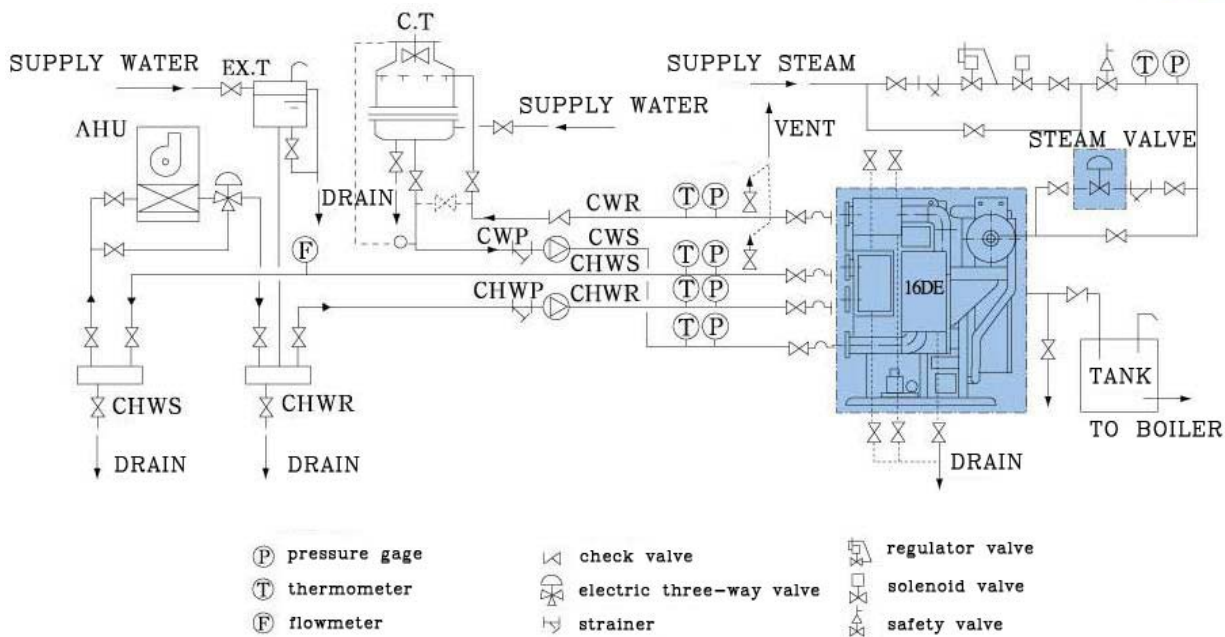 C.T
SUPPLY WATER
EX.T
SUPPLY STEAM
T
P
SUPPLY WATER
VENT
AHU
STEAM VALVE
DRAIN
CWR
T
P
CWP
CWS
F
CHWS
T
P
CHWP
CHWR
T
P
16DE
T
P
TANK
CHWS
CHWR
TO BOILER
DRAIN
DRAIN
DRAIN
P pressure gage
check valve
regulator valve
T thermometer
electric three-way valve
solenoid valve
F flowmeter
strainer
safety valve